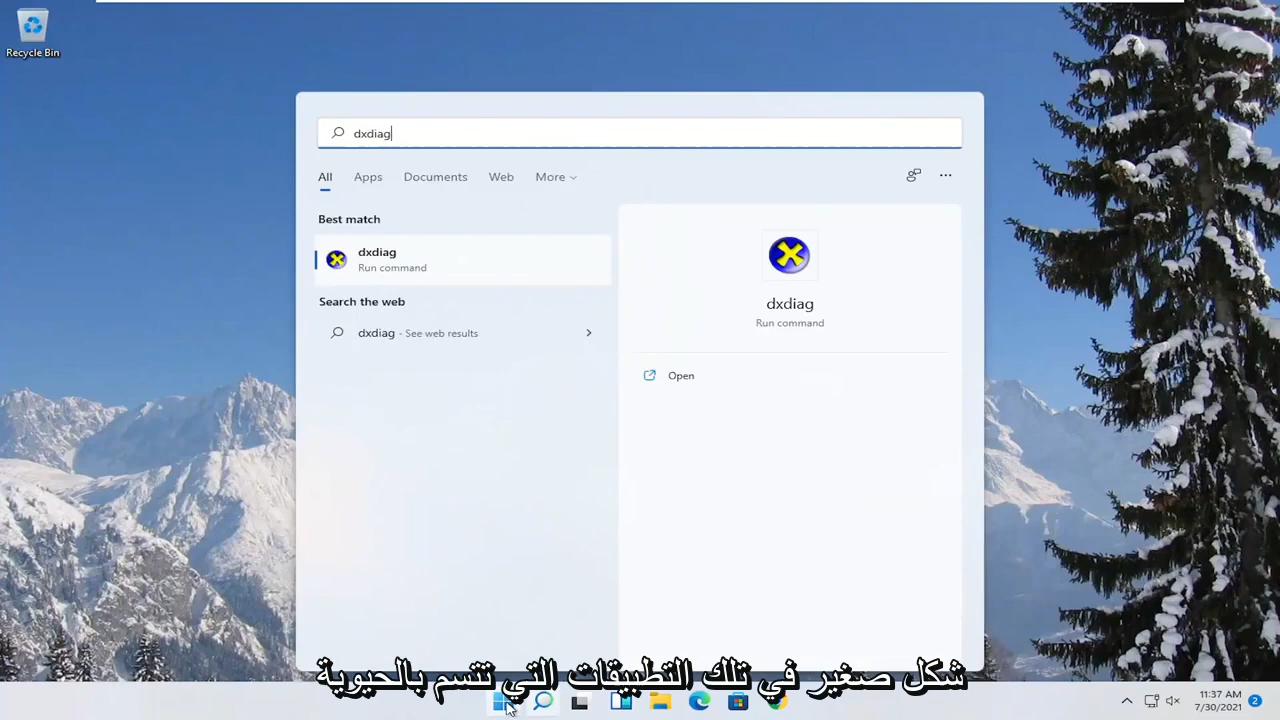 Recycle Bin
dxdiag
All Apps Documents Web More
Best match
dxdiag
Run command
Search the web
dxdiag - See web results
dxdiag
Run command
Open
شكل صغير في تلك التطبيقات التي تتسم بالحيوية
11:37 AM
7/30/2021
2